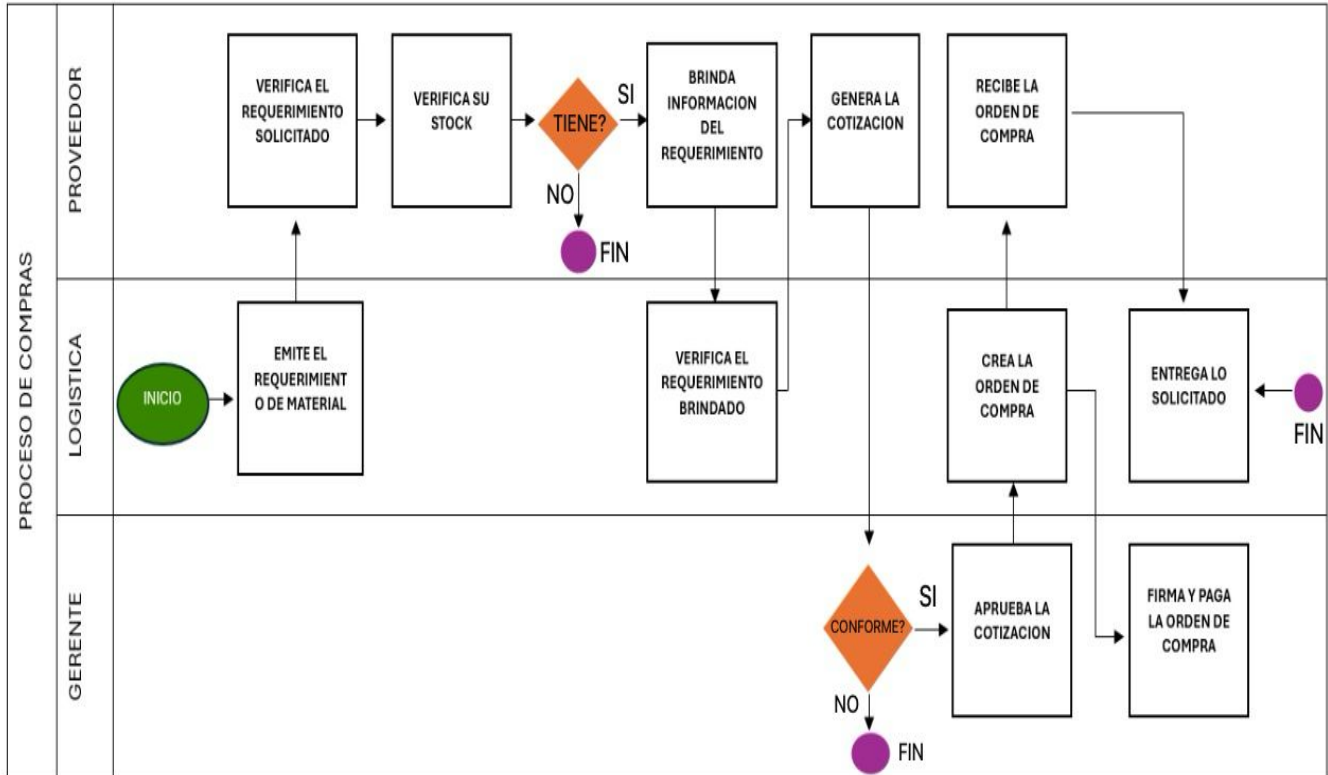 PROCESO DE COMPRAS
PROVEEDOR
VERIFICA EL
REQUERIMIENTO
SOLICITADO
VERIFICA SU
STOCK
TIENE?
SI
NO
FIN
BRINDA
INFORMACION
DEL
REQUERIMIENTO
GENERA LA
COTIZACION
RECIBE LA
ORDEN DE
COMPRA
LOGISTICA
INICIO
EMITE EL
REQUERIMIENT
O DE MATERIAL
VERIFICA EL
REQUERIMIENTO
BRINDADO
CREA LA
ORDEN DE
COMPRA
ENTREGA LO
SOLICITADO
FIN
GERENTE
CONFORME?
SI
NO
FIN
APRUEBA LA
COTIZACION
FIRMA Y PAGA
LA ORDEN DE
COMPRA